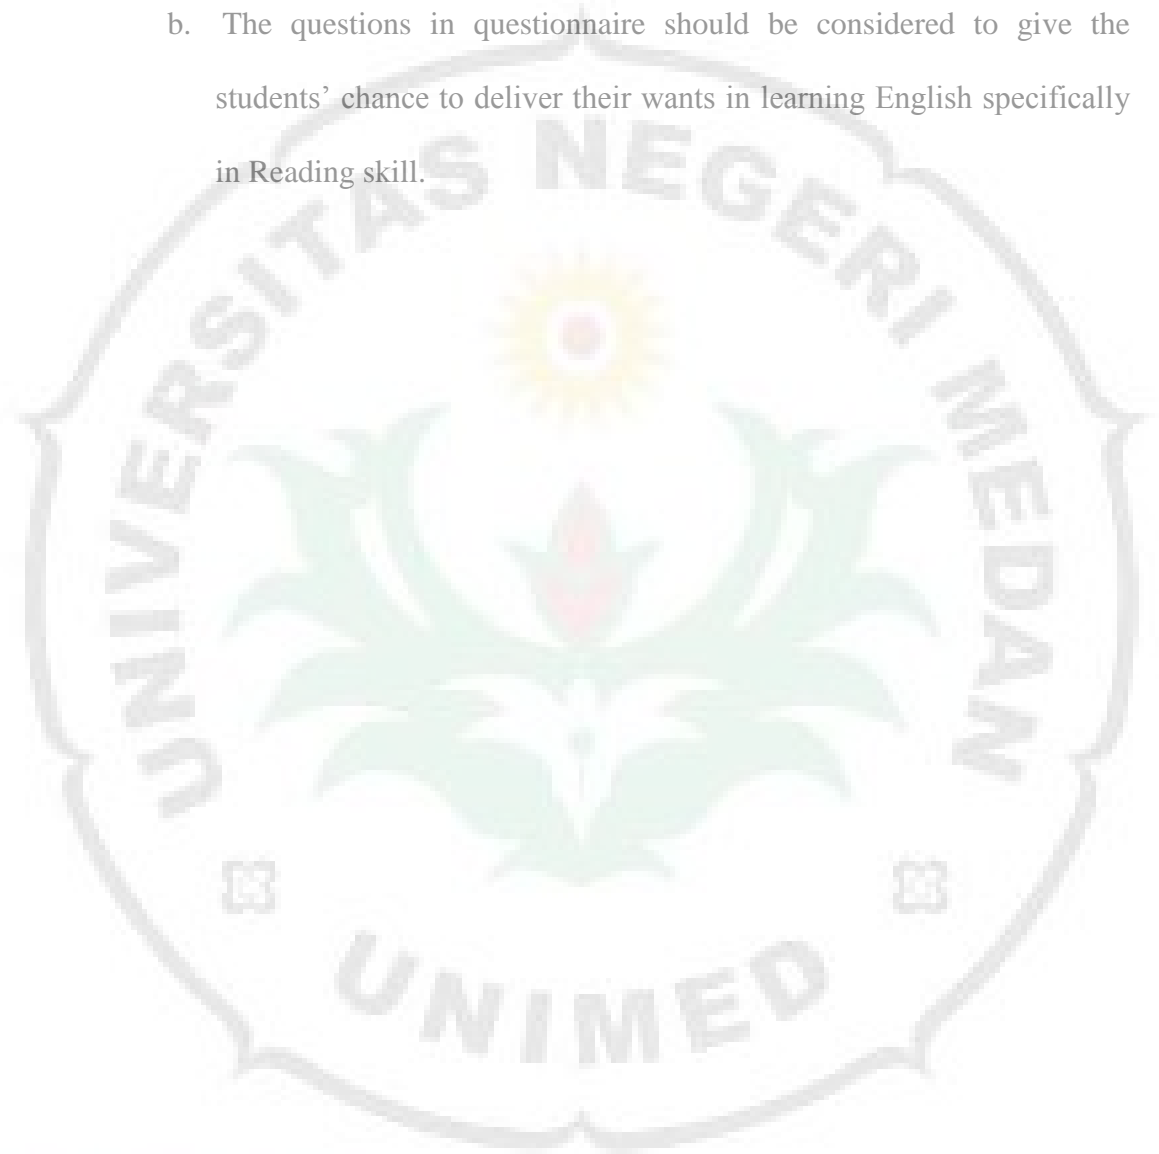 b. The questions in questionnaire should be considered to give the
students’ chance to deliver their wants in learning English specifically
in Reading skill.
UNIVERSITAS NEGERI MEDAN
UNIMED